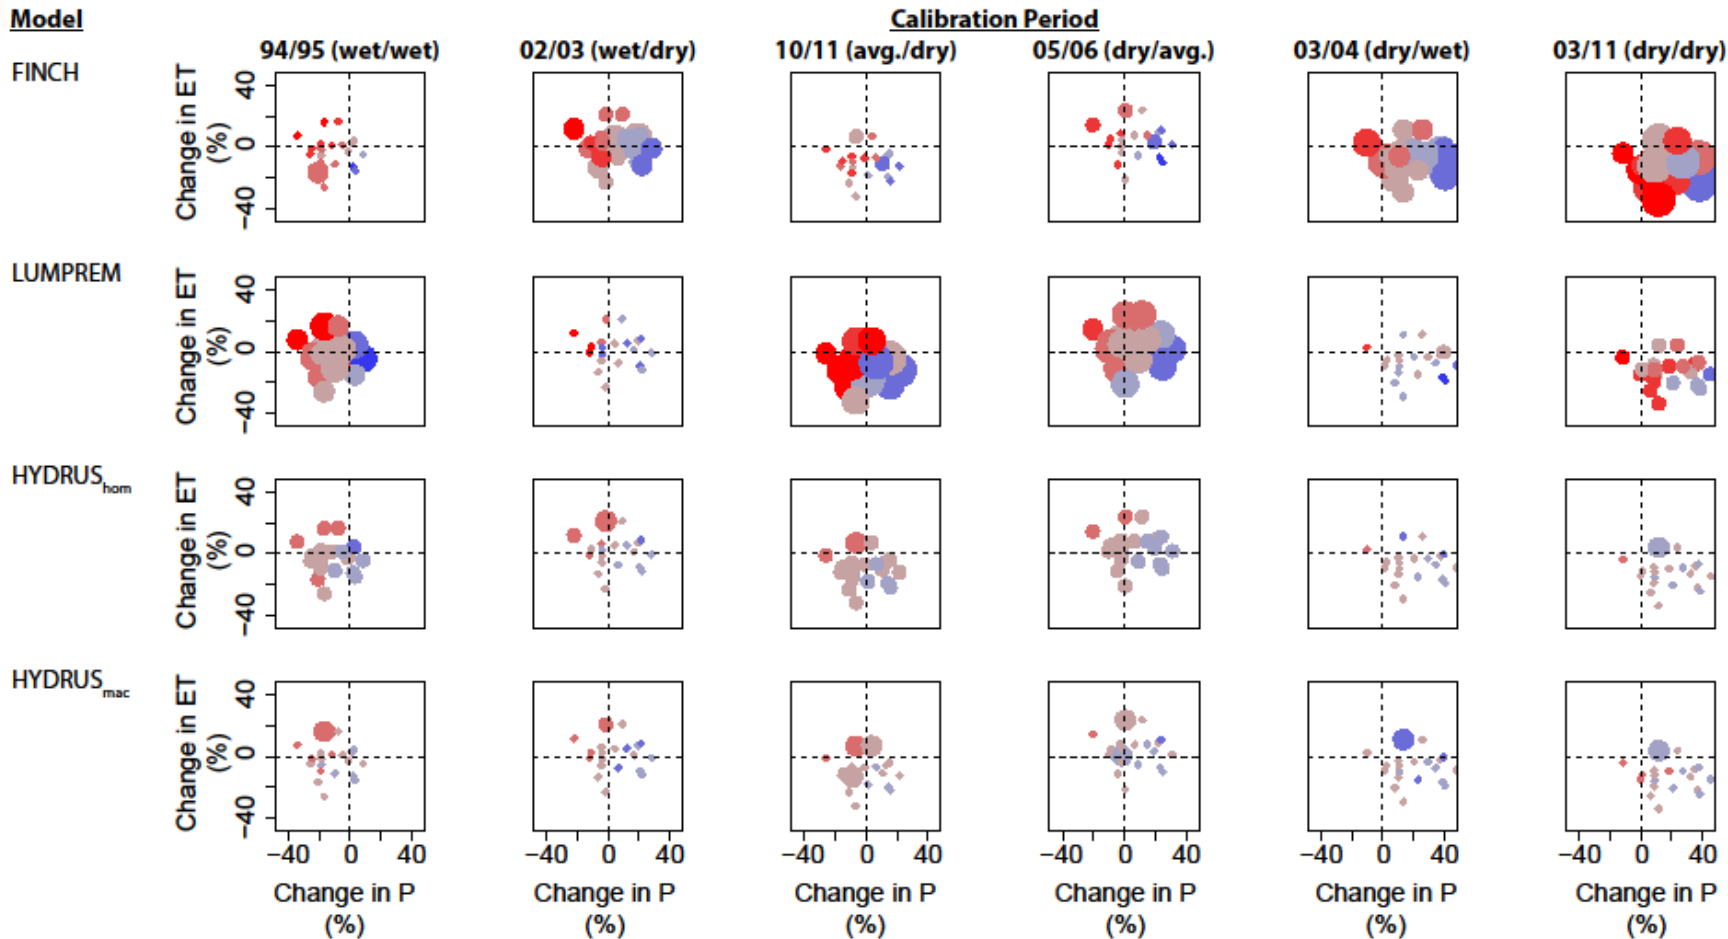 Model
Calibration Period
94/95 (wet/wet)
02/03 (wet/dry)
10/11 (avg./dry)
05/06 (dry/avg.)
03/04 (dry/wet)
03/11 (dry/dry)
FINCH
Change in ET
(%)
40
0
−40
LUMPREM
Change in ET
(%)
40
0
−40
HYDRUS hom
Change in ET
(%)
40
0
−40
HYDRUS mac
Change in ET
(%)
40
0
−40
−40 0 40
−40 0 40
−40 0 40
−40 0 40
−40 0 40
−40 0 40
Change in P
(%)
Change in P
(%)
Change in P
(%)
Change in P
(%)
Change in P
(%)
Change in P
(%)